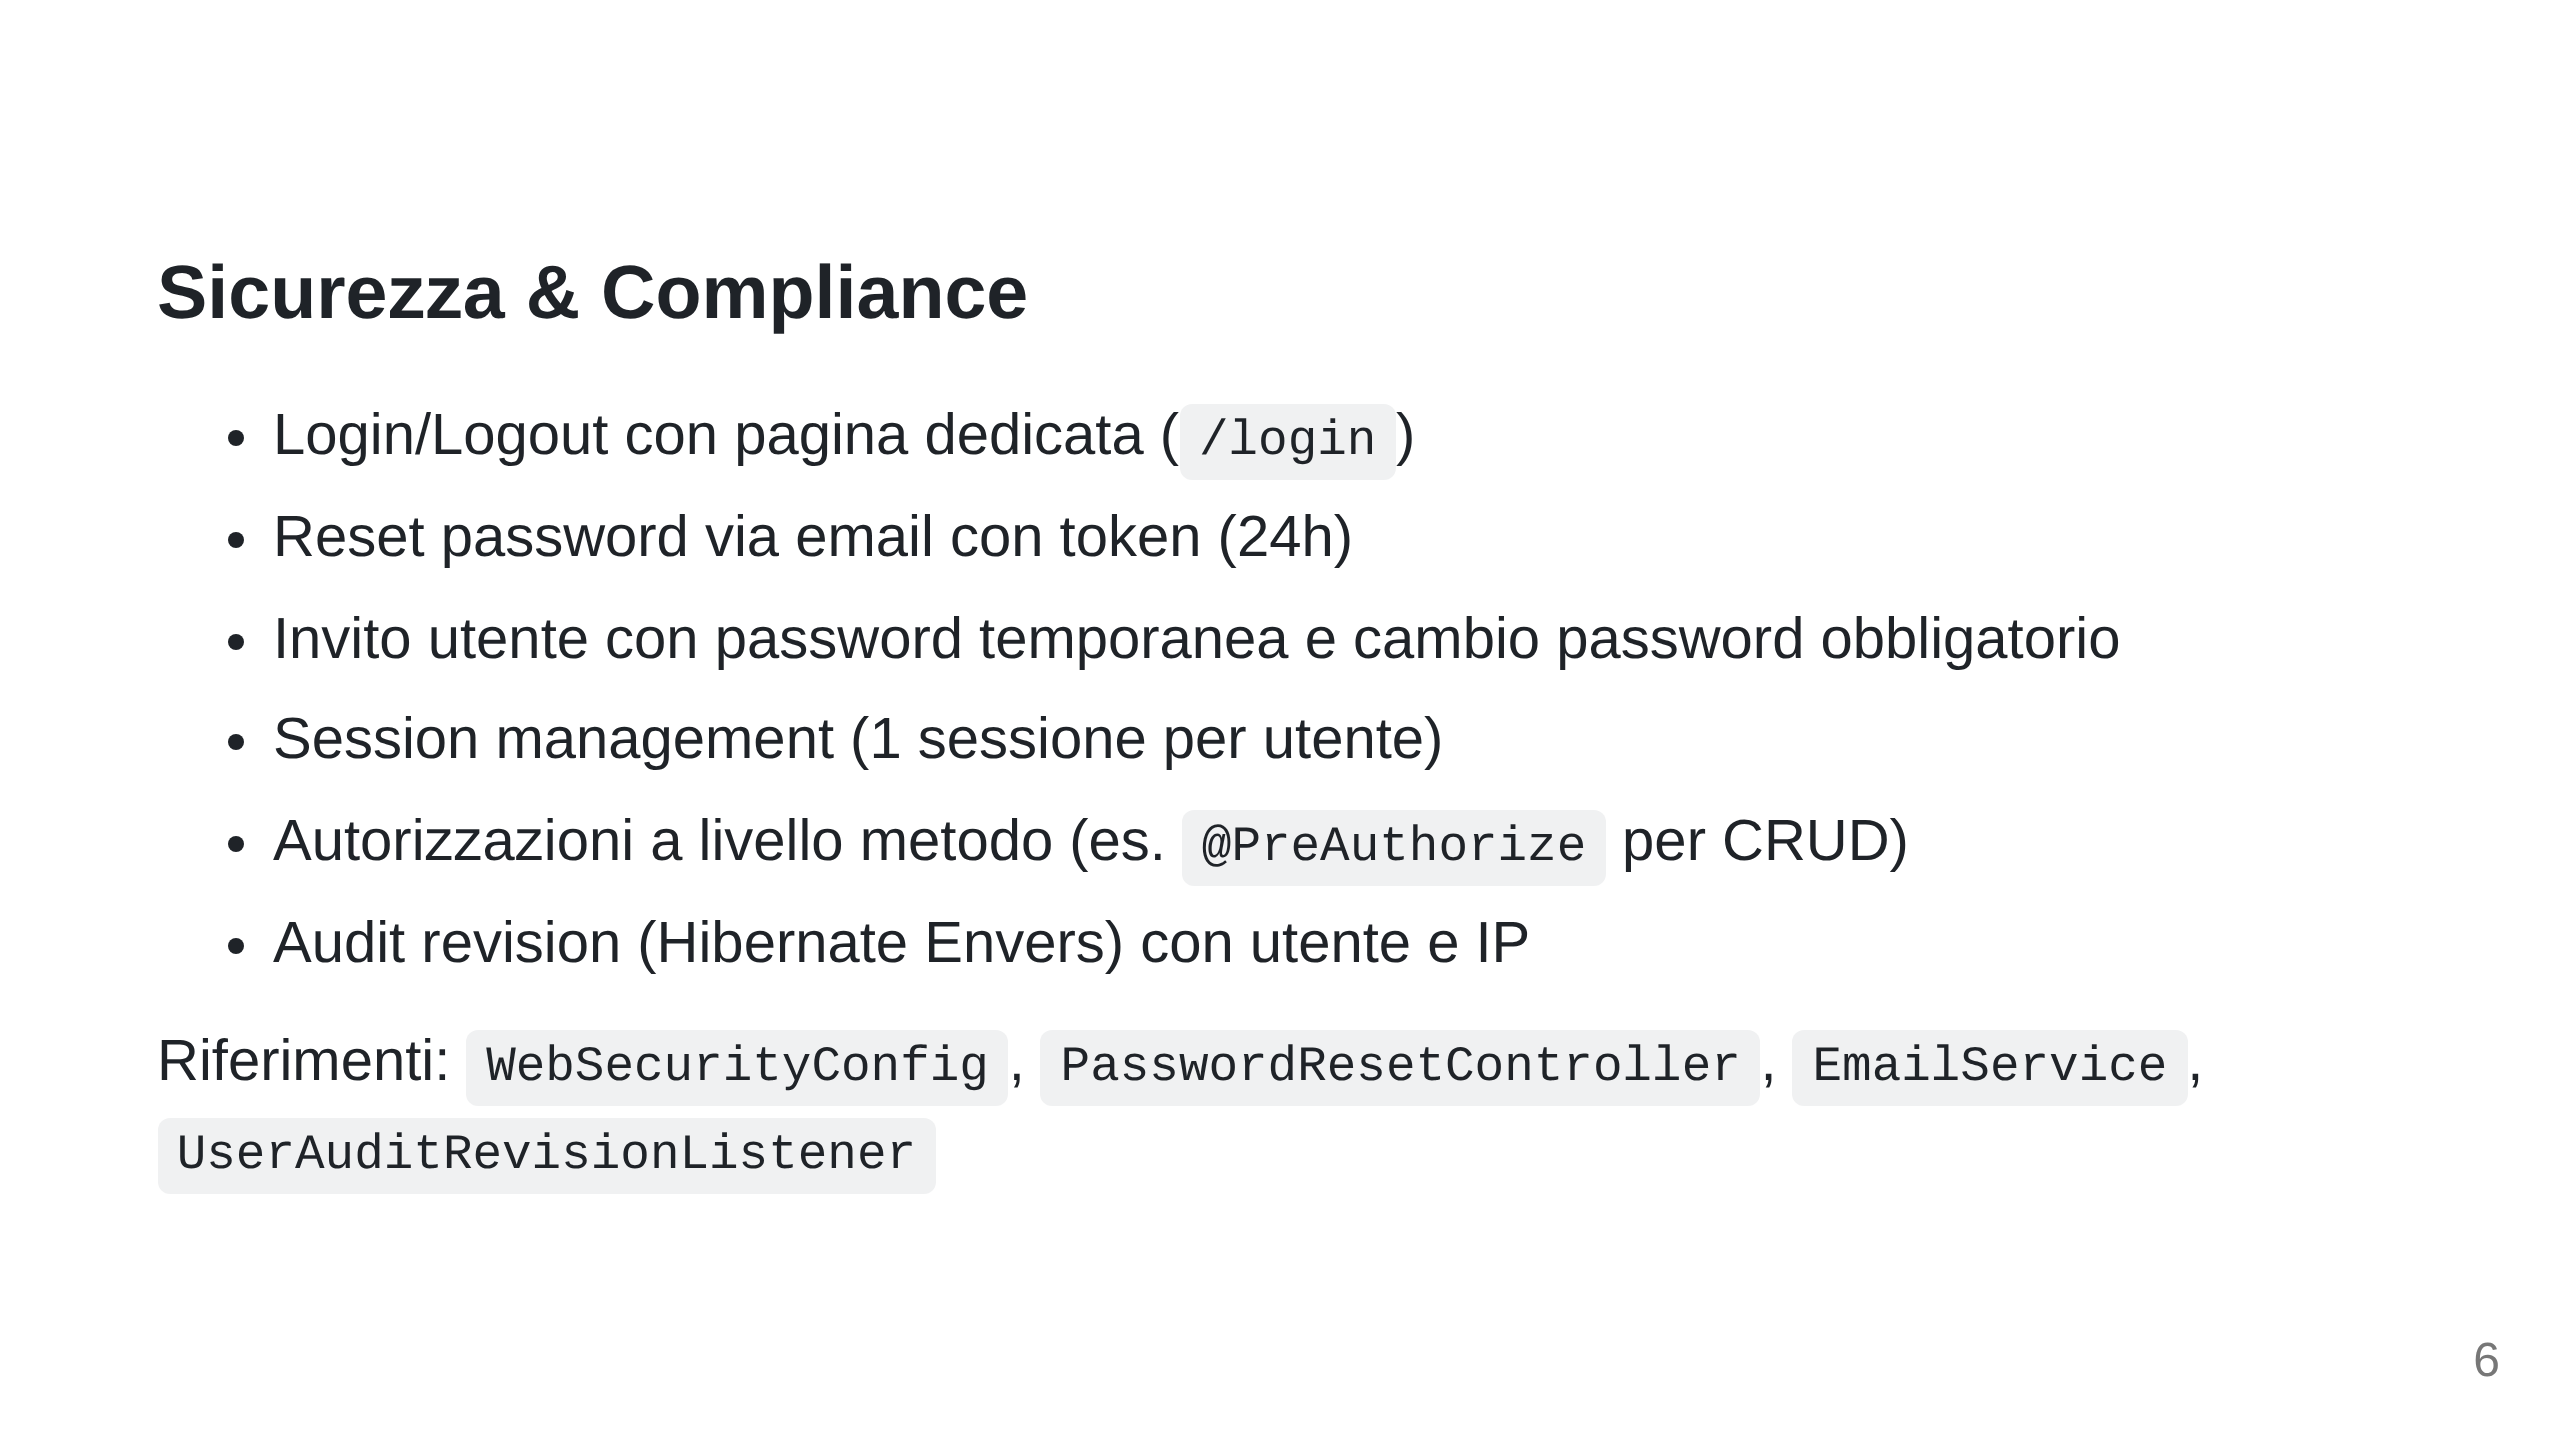 Sicurezza & Compliance
• Login/Logout con pagina dedicata ( /login )
• Reset password via email con token (24h)
• Invito utente con password temporanea e cambio password obbligatorio
• Session management (1 sessione per utente)
• Autorizzazioni a livello metodo (es. @PreAuthorize per CRUD)
• Audit revision (Hibernate Envers) con utente e IP
Riferimenti: WebSecurityConfig , PasswordResetController , EmailService ,
UserAuditRevisionListener
6